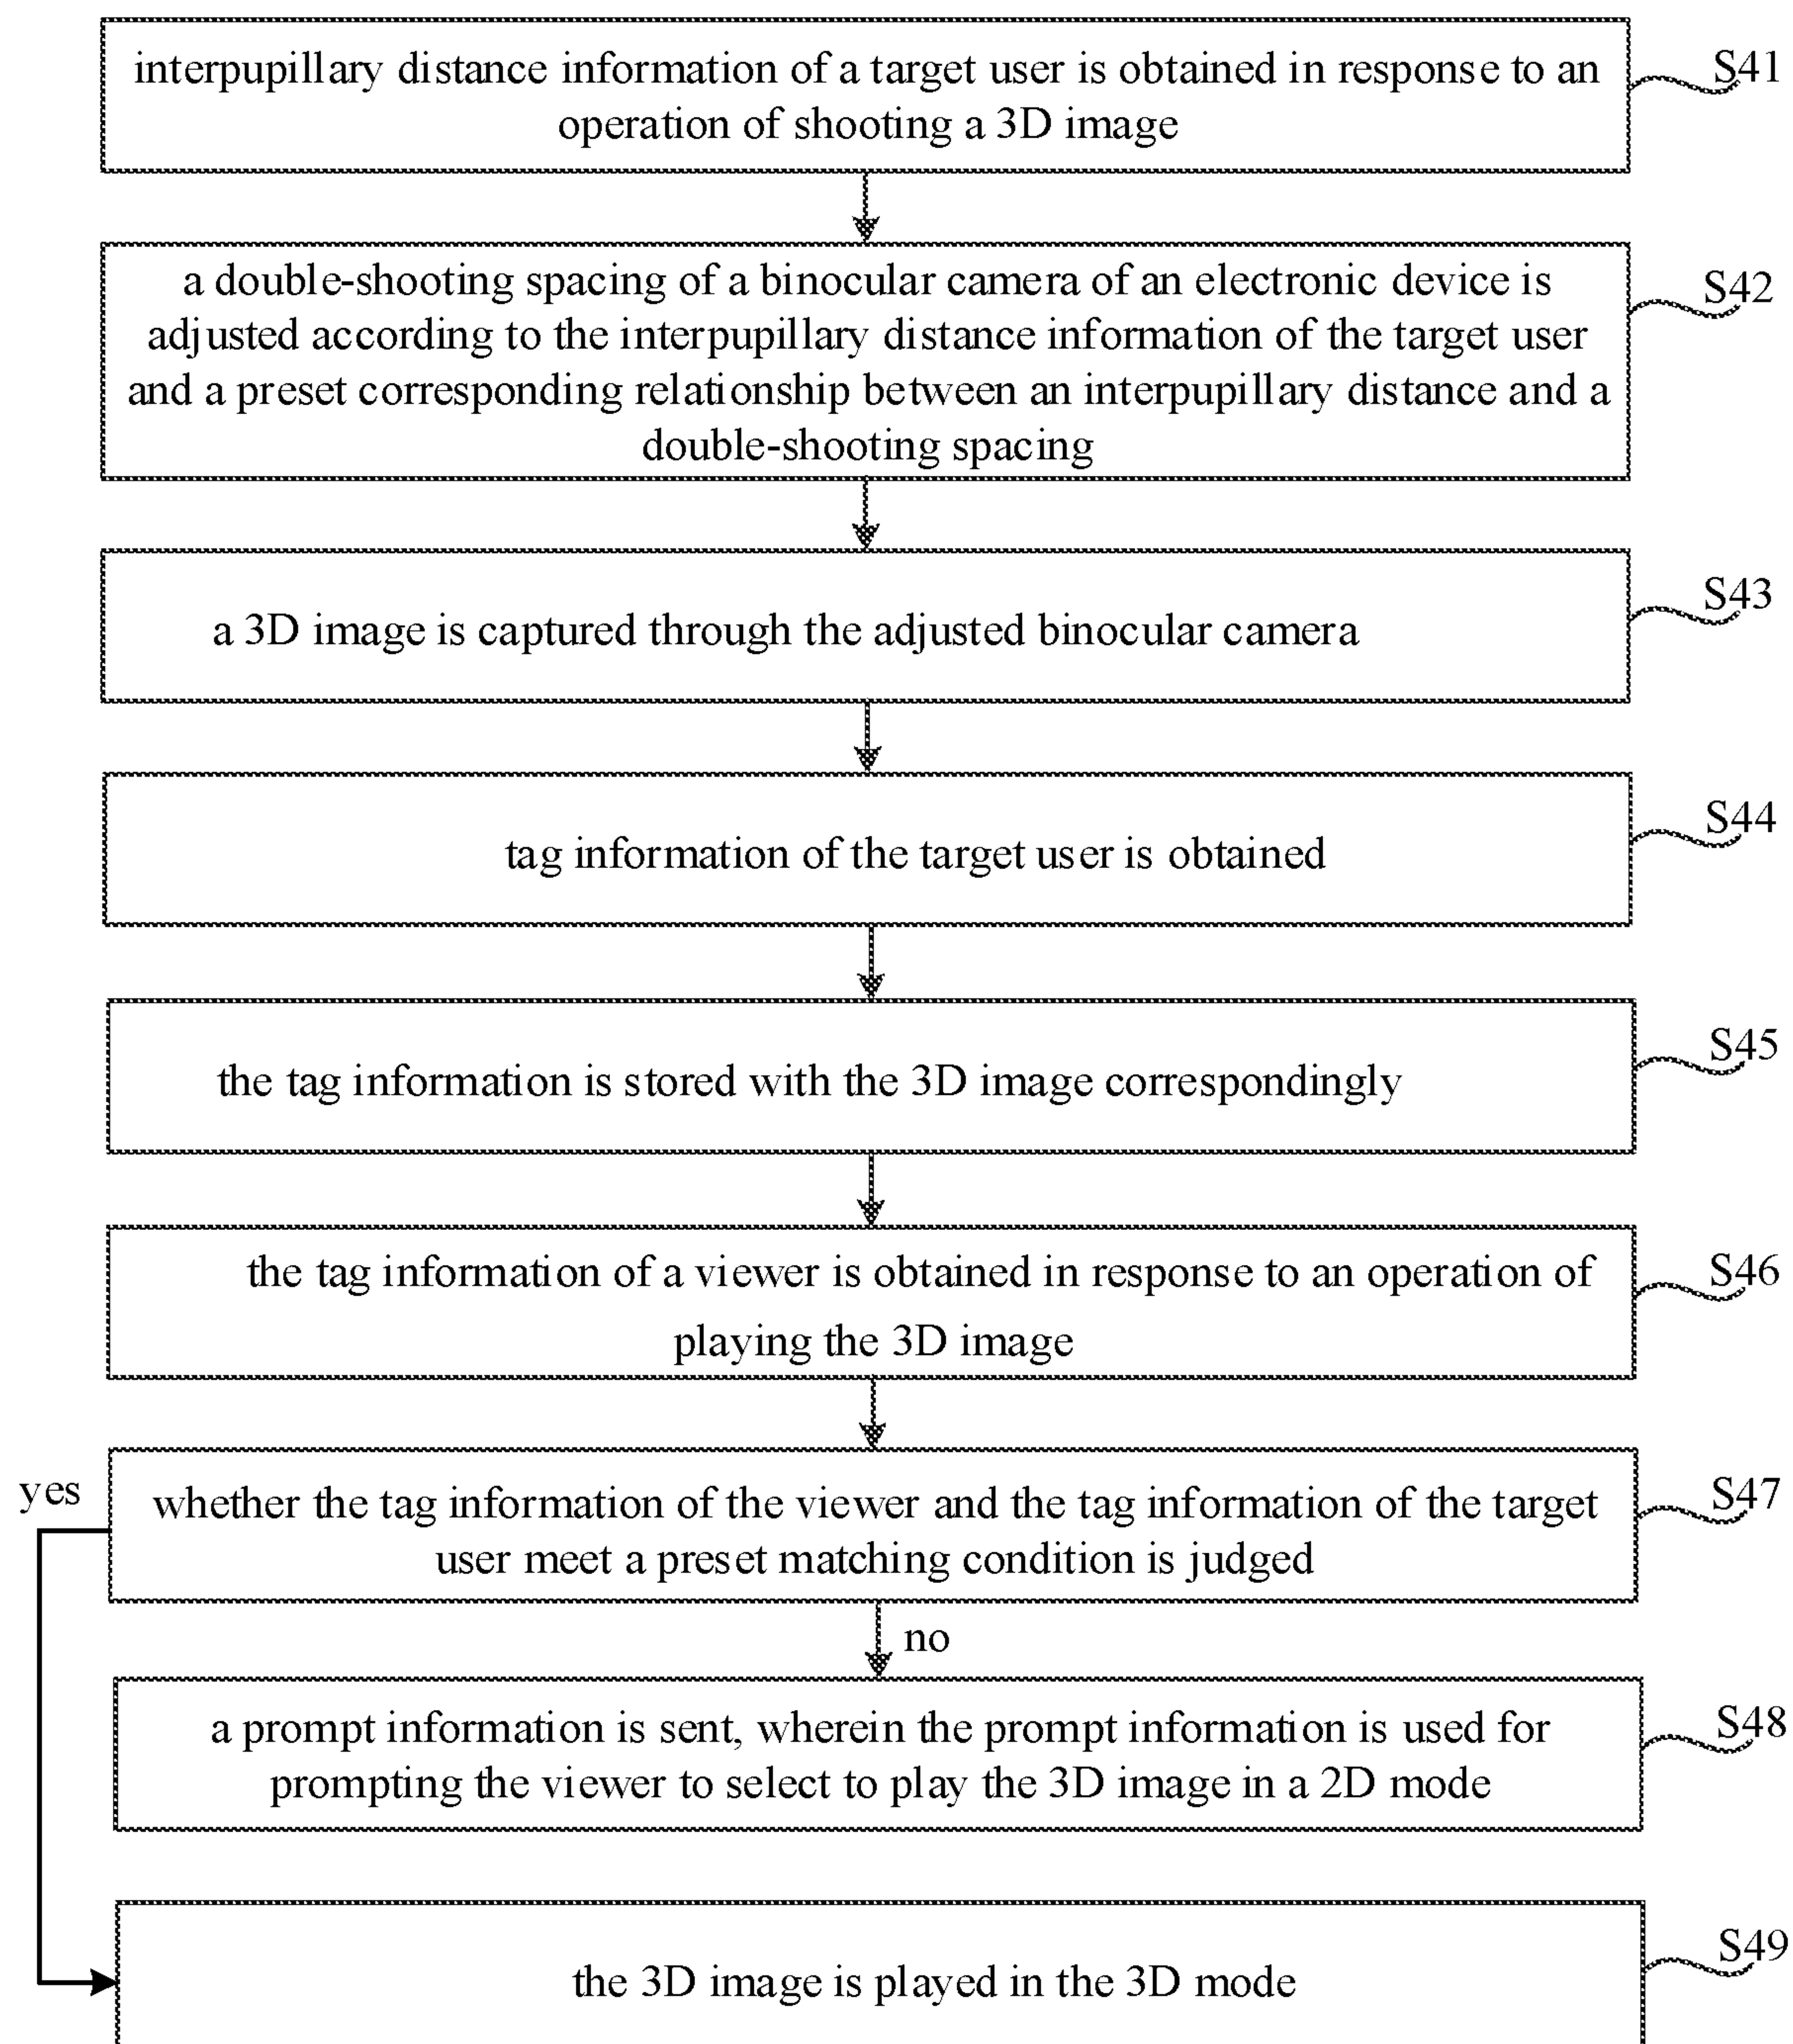 interpupillary distance information of a target user is obtained in response to an
operation of shooting a 3D image
S41
a double-shooting spacing of a binocular camera of an electronic device is
adjusted according to the interpupillary distance information of the target user
and a preset corresponding relationship between an interpupillary distance and a
double-shooting spacing
S42
a 3D image is captured through the adjusted binocular camera
S43
tag information of the target user is obtained
S44
the tag information is stored with the 3D image correspondingly
S45
the tag information of a viewer is obtained in response to an operation of
playing the 3D image
S46
whether the tag information of the viewer and the tag information of the target
user meet a preset matching condition is judged
S47
yes
no
a prompt information is sent, wherein the prompt information is used for
prompting the viewer to select to play the 3D image in a 2D mode
S48
the 3D image is played in the 3D mode
S49